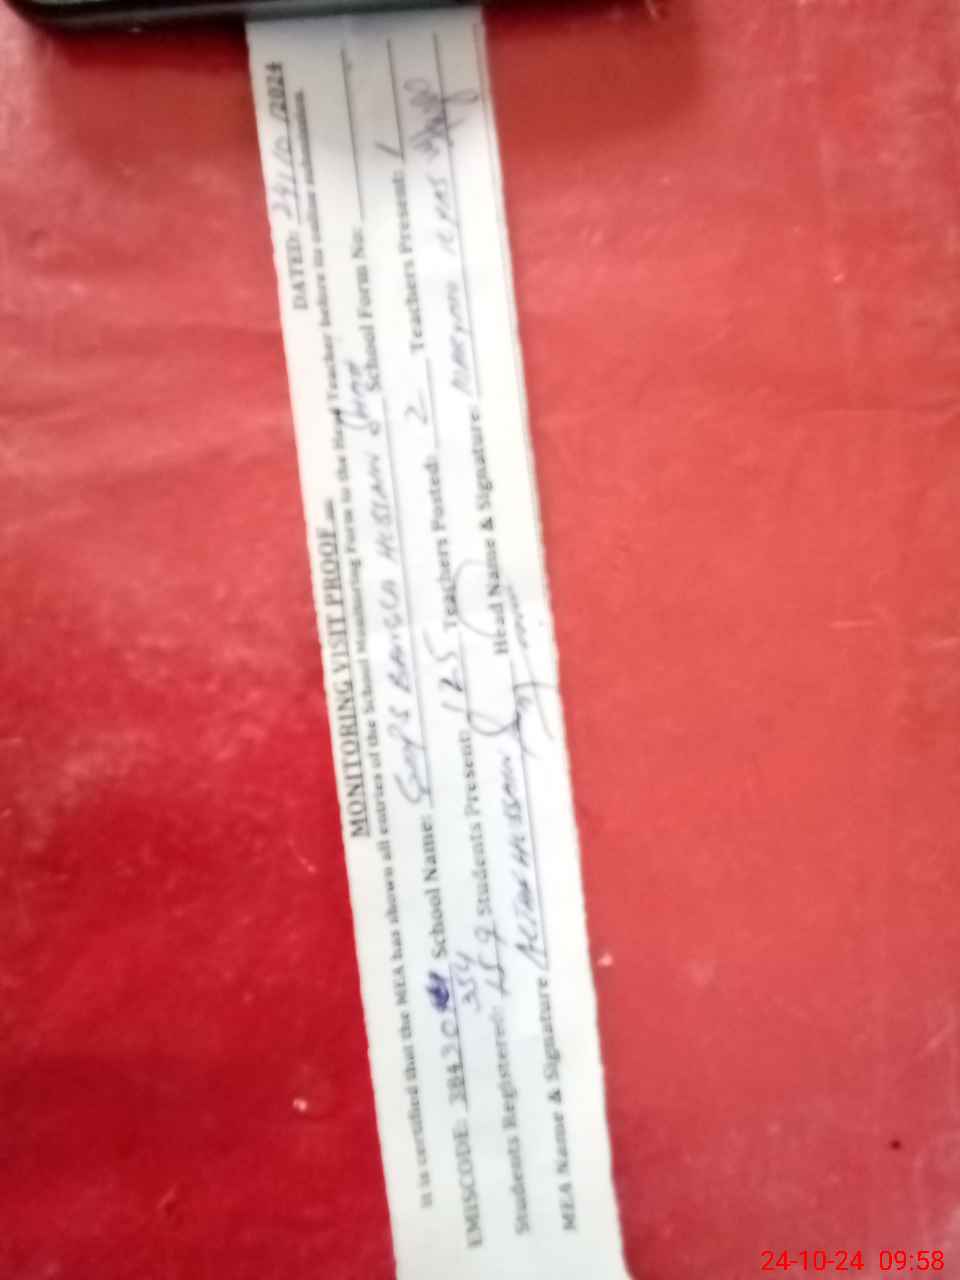 DATED: 24/10/2024
MONITORING VISIT PROOF
It is certified that the MEA has shown all entries of the School Monitoring Form to the Head Teacher before its online submission.
EMISCODE: 38430 School Name: HUSSAIN School Form No:
354
Students Registered: 159 Students Present: 125 Teachers Posted: 2 Teachers Present: 1
MEA Name & Signature HUSSAIN Head Name & Signature:
24-10-24 09:58